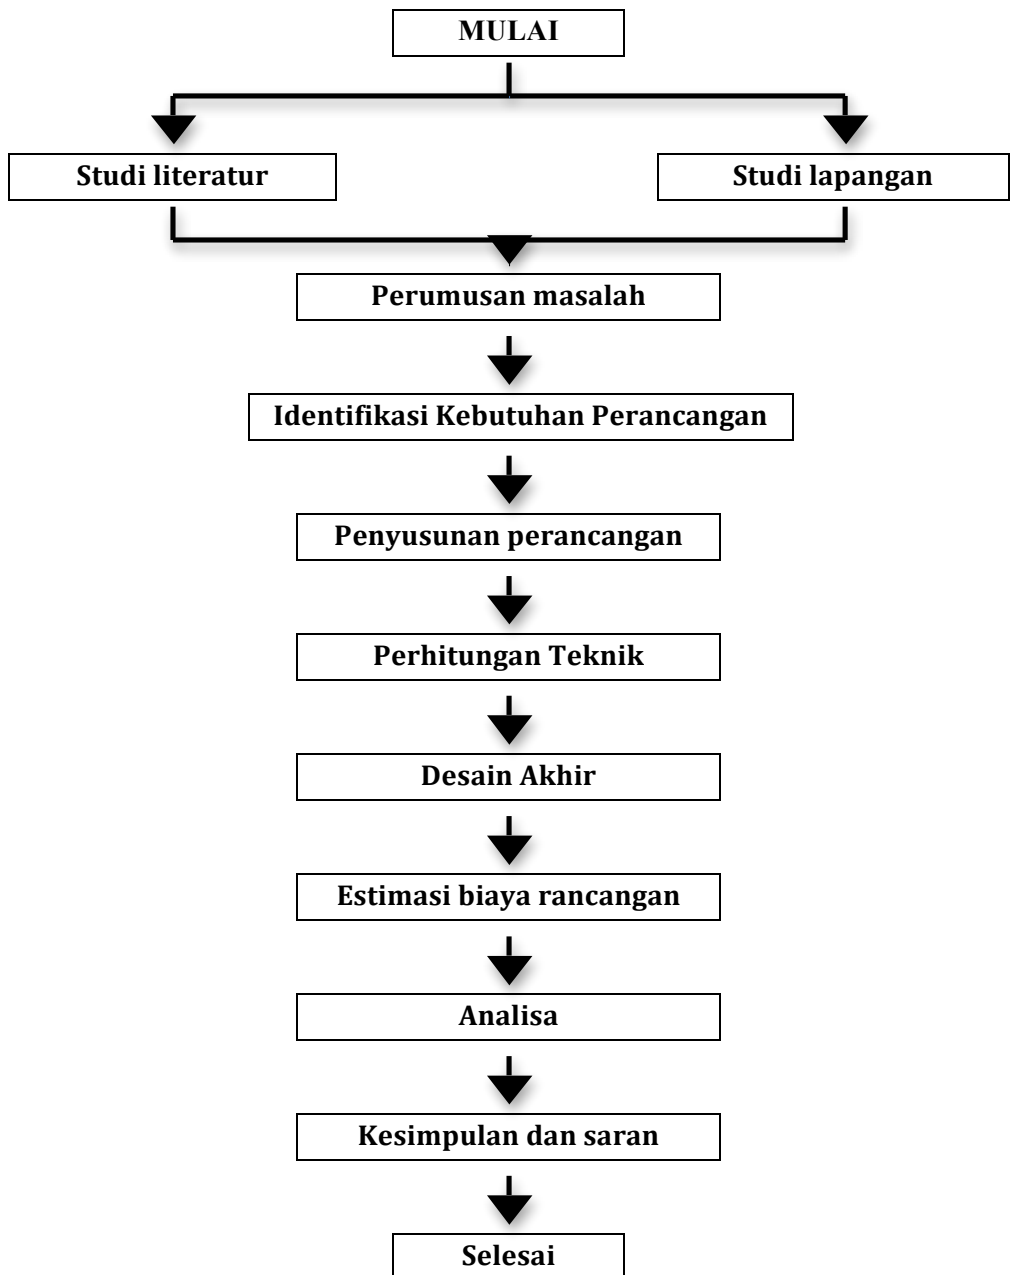 MULAI
Studi literatur
Studi lapangan
Perumusan masalah
Identifikasi Kebutuhan Perancangan
Penyusunan perancangan
Perhitungan Teknik
Desain Akhir
Estimasi biaya rancangan
Analisa
Kesimpulan dan saran
Selesai